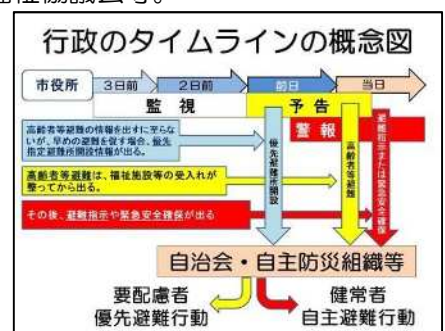 行政のタイムラインの概念図
市役所
3日前
2日前
前日
当日
監視
予告
警報
高齢者等避難の情報を出すに至らな
いが、早めの避難を促す場合、優先
指定避難所開設情報が出る。
高齢者等避難は、福祉施設等の受入れが
整ってから出る。
その後、避難指示や緊急安全確保が出る
優先避難所開設
高齢者等避難
避難指示または緊急安全確保
自治会・自主防災組織等
要配慮者
優先避難行動
健常者
自主避難行動